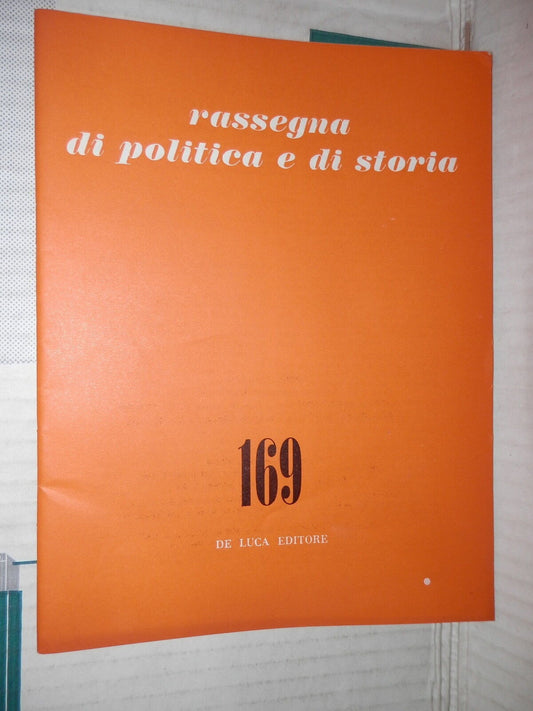 rassegna
di politica e di storia
169
DE LUCA EDITORE